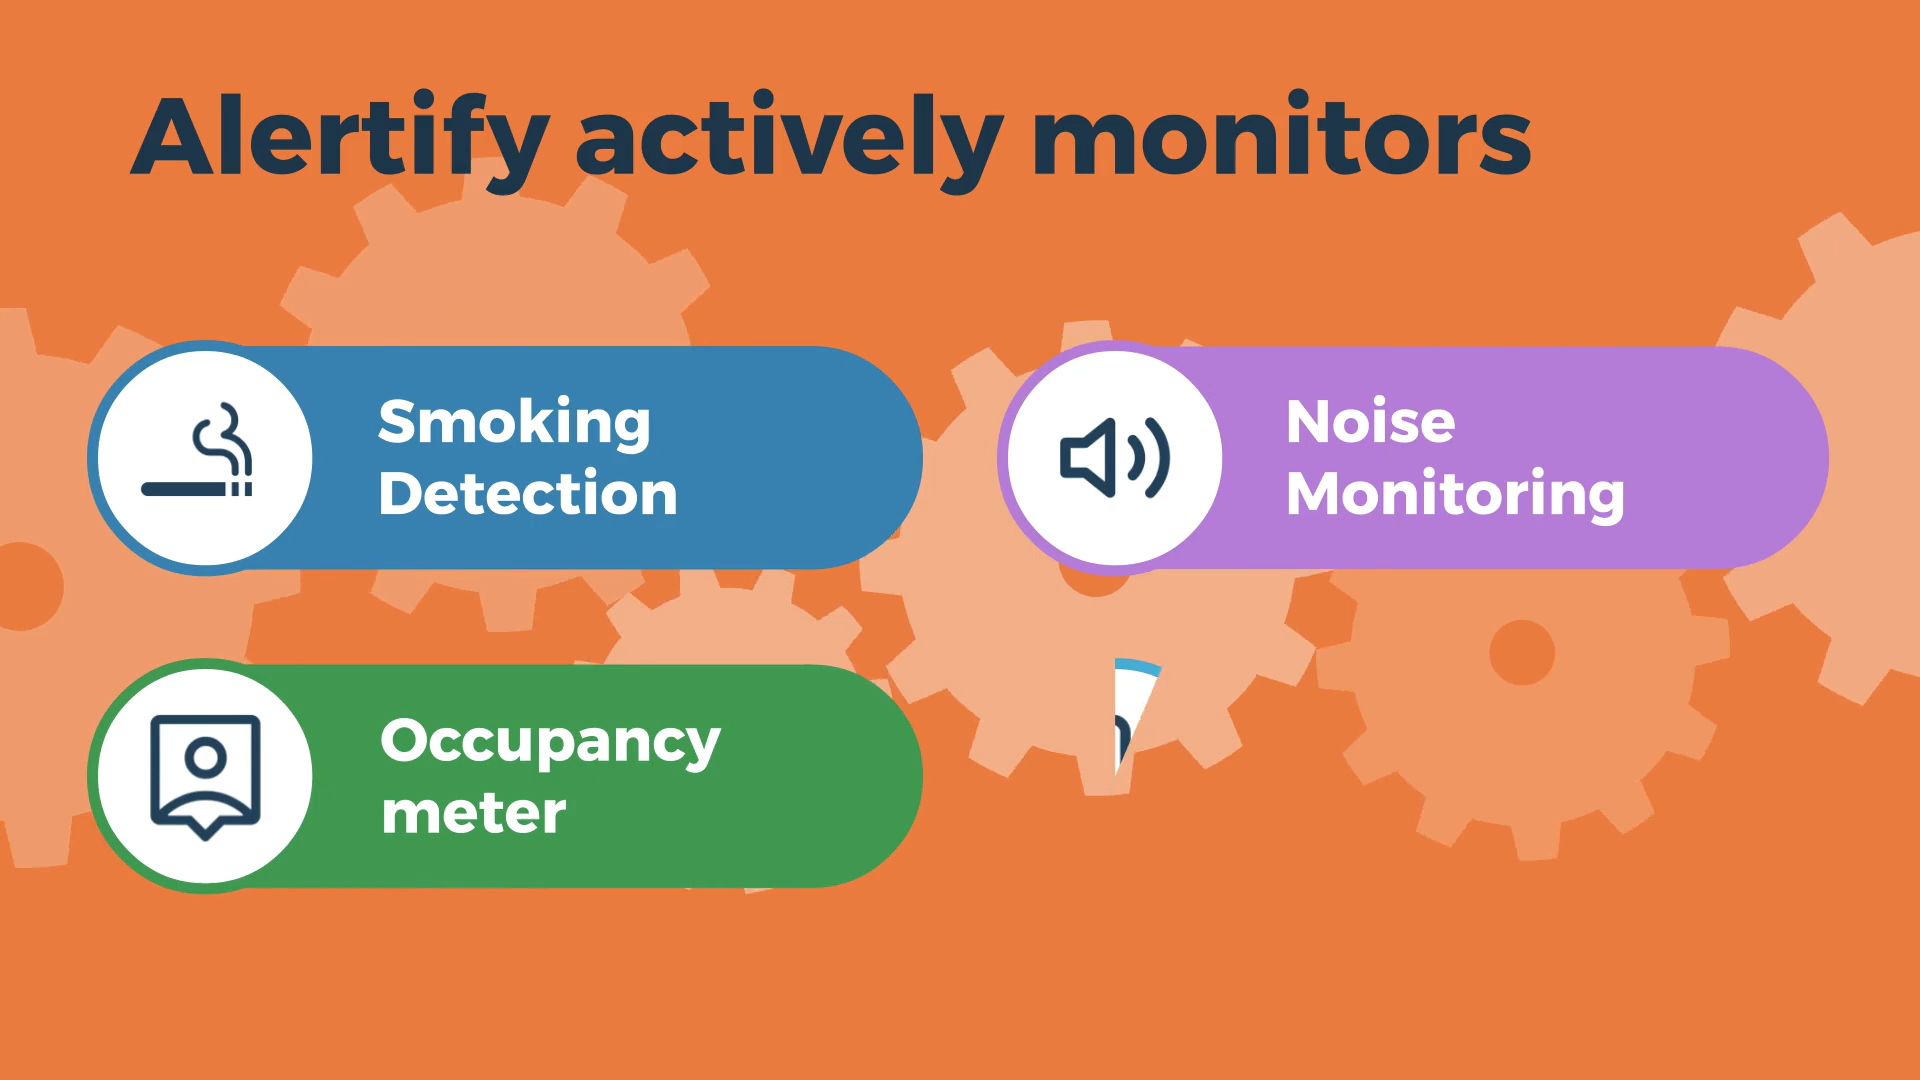 Alertify actively monitors
Smoking
Detection
Noise
Monitoring
Occupancy
meter